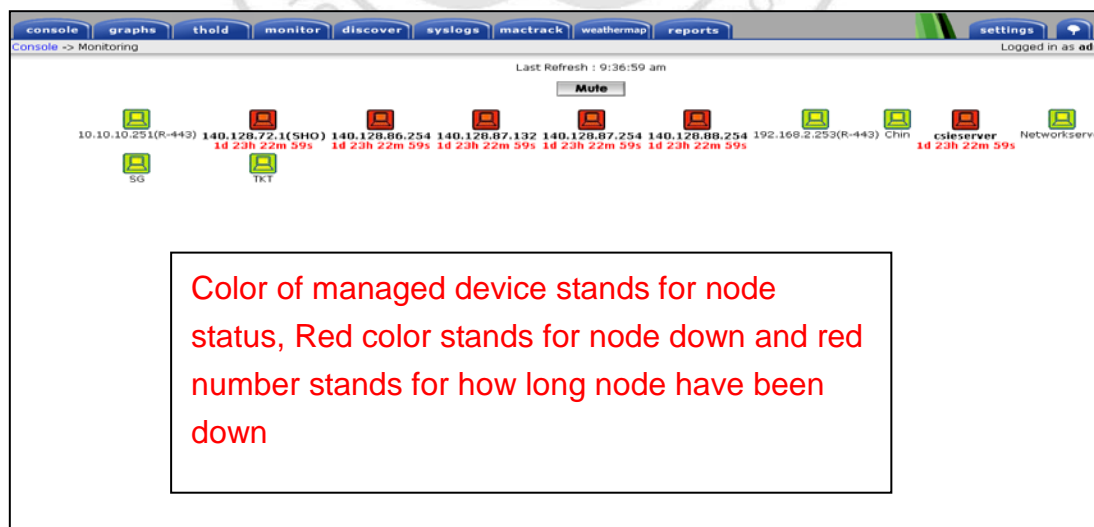 console graphs thold monitor discover syslogs mactrack weathermap reports settings
Console -> Monitoring Logged in as ad
Last Refresh : 9:36:59 am
Mute
10.10.10.251(R-443) 140.128.72.1(SHO) 140.128.86.254 140.128.87.132 140.128.87.254 140.128.88.254 192.168.2.253(R-443) Chin csieserver Networkserv
1d 23h 22m 59s 1d 23h 22m 59s 1d 23h 22m 59s 1d 23h 22m 59s 1d 23h 22m 59s 1d 23h 22m 59s
SG TKT
Color of managed device stands for node
status, Red color stands for node down and red
number stands for how long node have been
down